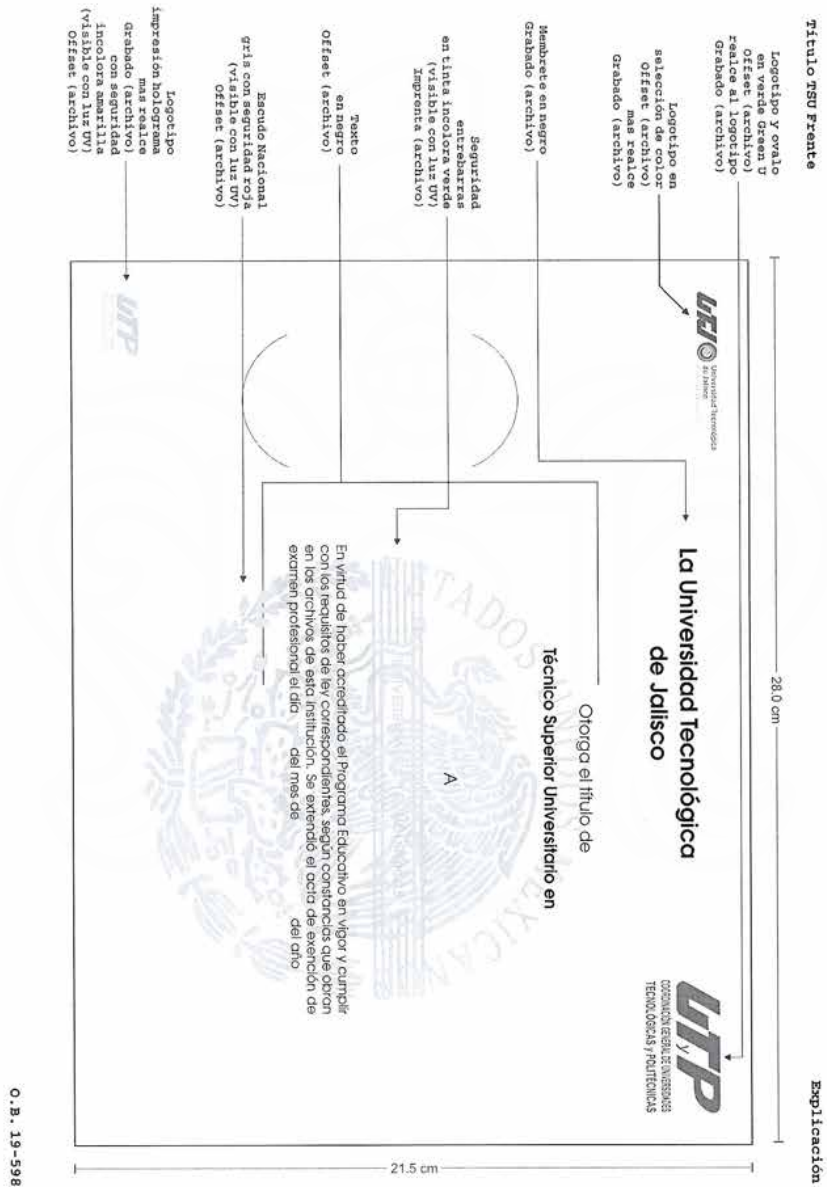 Título TSU Frente
Explicación
Logotipo y ovalo
en verde Green U
Offset (archivo)
realce al logotipo
Grabado (archivo)
Logotipo en
selección de color
Offset (archivo)
mas realce
Grabado (archivo)
Membrete en negro
Grabado (archivo)
Seguridad
entrebarras
en tinta incolora verde
(visible con luz UV)
Imprenta (archivo)
Texto
en negro
Offset (archivo)
Escudo Nacional
gris con seguridad roja
(visible con luz UV)
Offset (archivo)
Logotipo
impresión holograma
mas realce
Grabado (archivo)
con seguridad
incolora amarilla
(visible con luz UV)
Offset (archivo)
28.0 cm
21.5 cm
UTJ
Universidad Tecnológica
de Jalisco
UTyP
COORDINACIÓN GENERAL DE UNIVERSIDADES
TECNOLÓGICAS y POLITÉCNICAS
La Universidad Tecnológica
de Jalisco
Otorga el título de
Técnico Superior Universitario en
A
En virtud de haber acreditado el Programa Educativo en vigor y cumplir
con los requisitos de ley correspondientes, según constancias que obran
en los archivos de esta institución. Se extendió el acta de exención de
examen profesional el día del mes de del año
ESTADOS UNIDOS MEXICANOS
UTP
O.B. 19-598